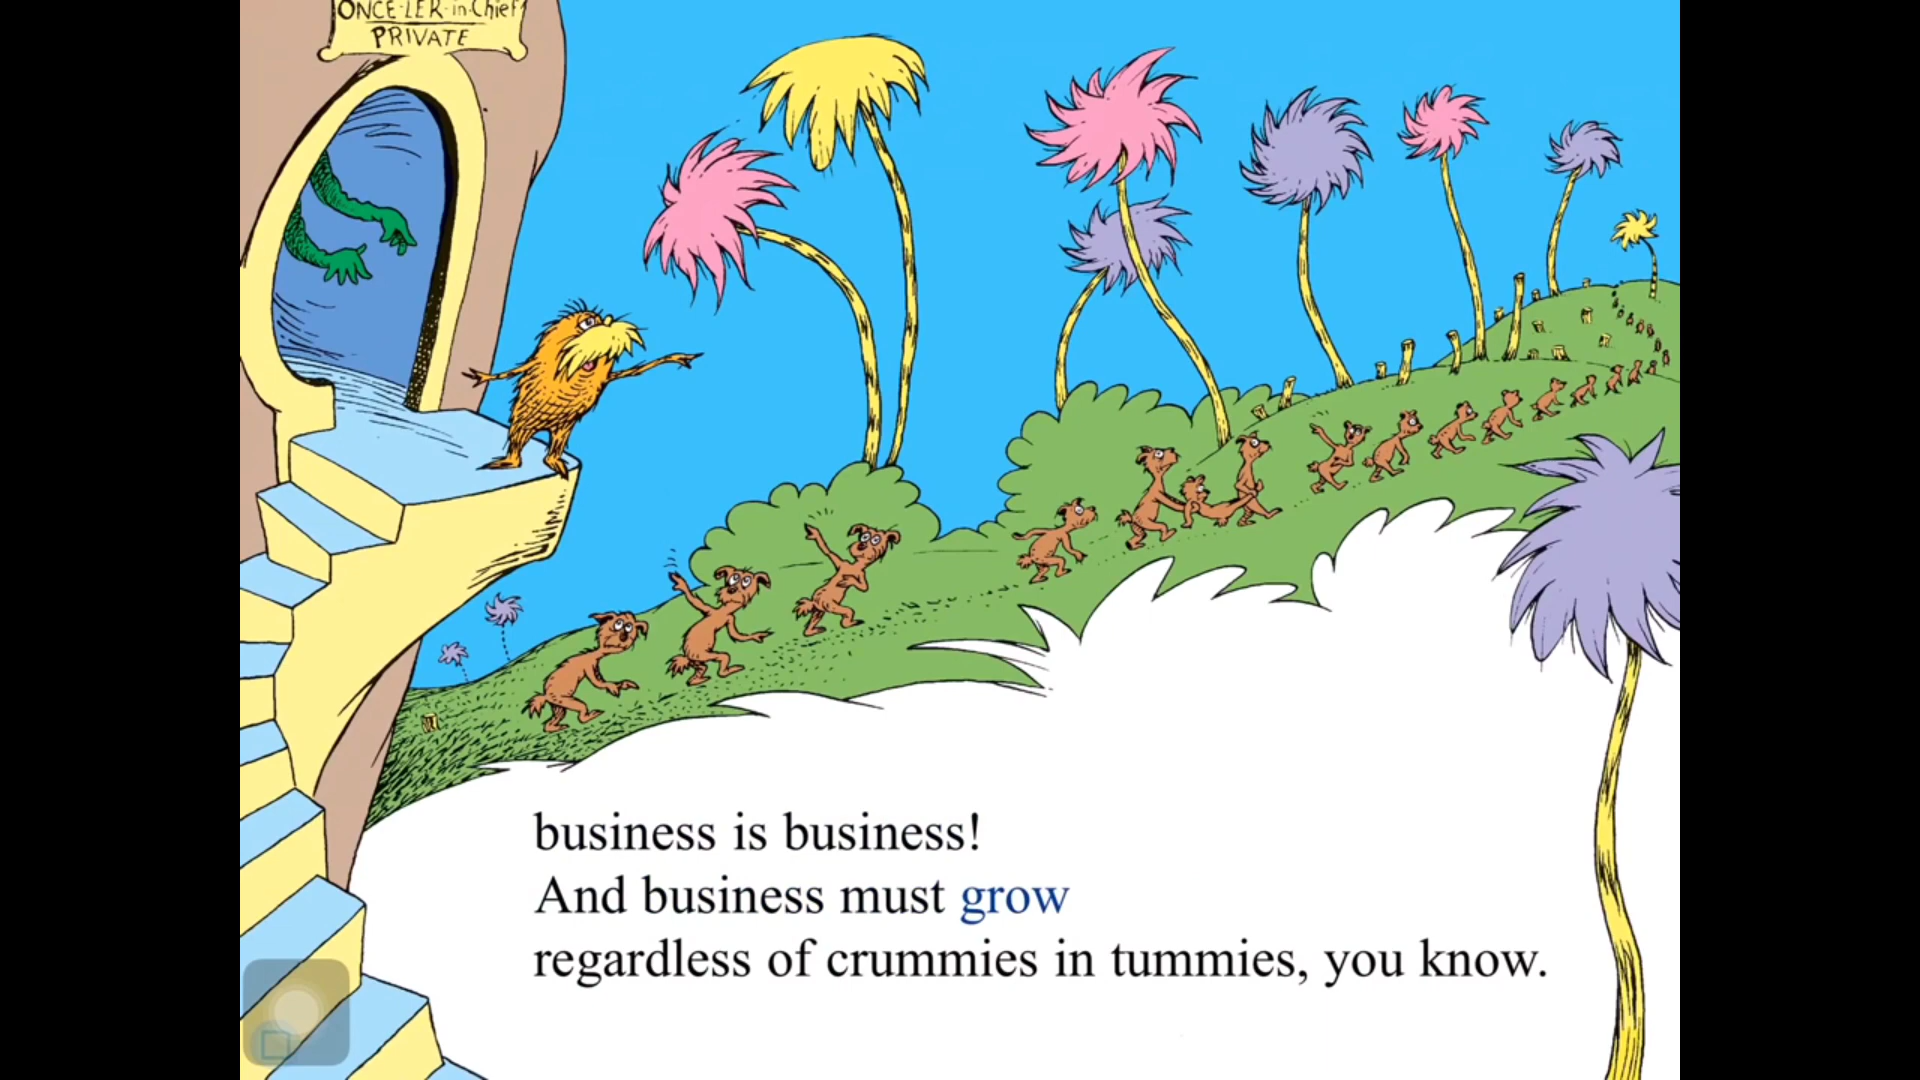 ONCE-LER-in-Chief
PRIVATE
business is business!
And business must grow
regardless of crummies in tummies, you know.